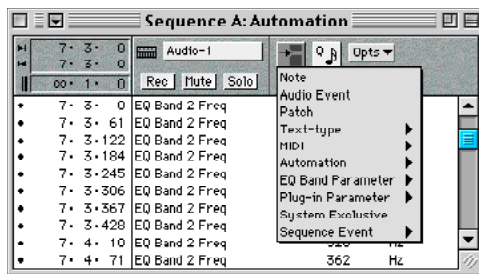 Sequence A: Automation
7· 3· 0
7· 3· 0
∞· 1· 0
Audio-1
Rec Mute Solo
Opts
Note
Audio Event
Patch
Text-type
MIDI
Automation
EQ Band Parameter
Plug-in Parameter
System Exclusive
Sequence Event
7· 3· 0 EQ Band 2 Freq
7· 3· 61 EQ Band 2 Freq
7· 3·122 EQ Band 2 Freq
7· 3·184 EQ Band 2 Freq
7· 3·245 EQ Band 2 Freq
7· 3·306 EQ Band 2 Freq
7· 3·367 EQ Band 2 Freq
7· 3·428 EQ Band 2 Freq
7· 4· 10 EQ Band 2 Freq Hz
7· 4· 71 EQ Band 2 Freq 362 Hz